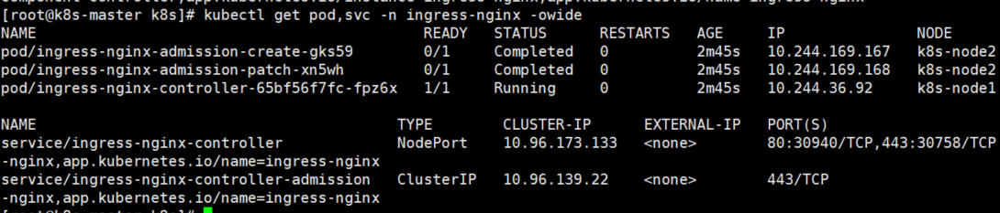 [root@k8s-master k8s]# kubectl get pod,svc -n ingress-nginx -owide
NAME READY STATUS RESTARTS AGE IP NODE
pod/ingress-nginx-admission-create-gks59 0/1 Completed 0 2m45s 10.244.169.167 k8s-node2
pod/ingress-nginx-admission-patch-xn5wh 0/1 Completed 0 2m45s 10.244.169.168 k8s-node2
pod/ingress-nginx-controller-65bf56f7fc-fpz6x 1/1 Running 0 2m45s 10.244.36.92 k8s-node1
NAME TYPE CLUSTER-IP EXTERNAL-IP PORT(S)
service/ingress-nginx-controller NodePort 10.96.173.133 <none> 80:30940/TCP,443:30758/TCP
-nginx,app.kubernetes.io/name=ingress-nginx
service/ingress-nginx-controller-admission ClusterIP 10.96.139.22 <none> 443/TCP
-nginx,app.kubernetes.io/name=ingress-nginx